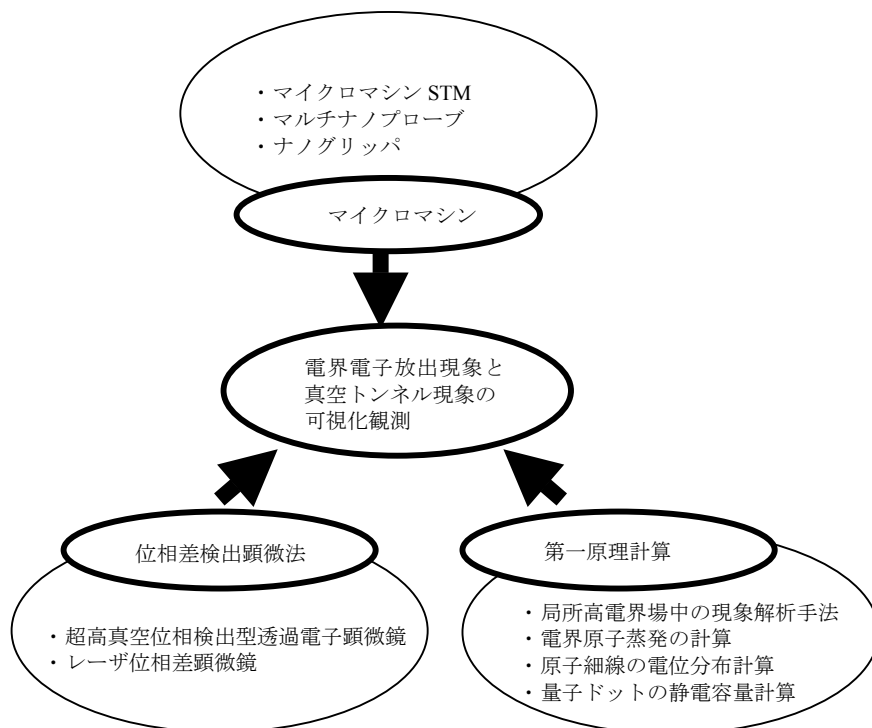 ・マイクロマシン STM
・マルチナノプローブ
・ナノグリッパ
マイクロマシン
電界電子放出現象と
真空トンネル現象の
可視化観測
位相差検出顕微法
・超高真空位相検出型透過電子顕微鏡
・レーザ位相差顕微鏡
第一原理計算
・局所高電界場中の現象解析手法
・電界原子蒸発の計算
・原子細線の電位分布計算
・量子ドットの静電容量計算